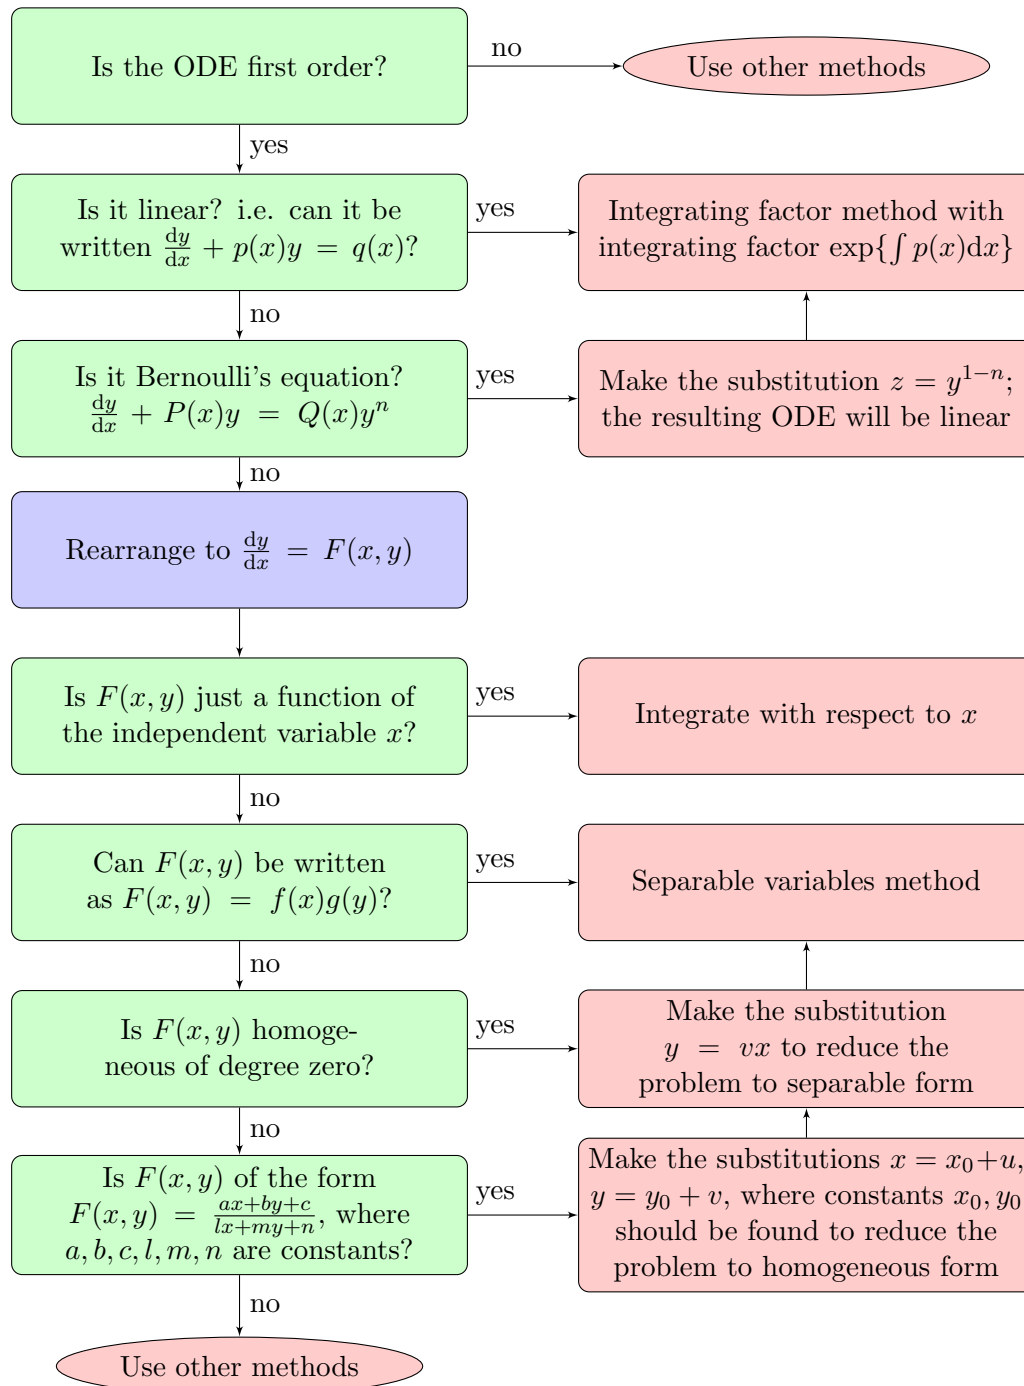 Is the ODE first order?
no
Use other methods
yes
Is it linear? i.e. can it be
written dy/dx + p(x)y = q(x)?
yes
Integrating factor method with
integrating factor exp{∫ p(x)dx}
no
Is it Bernoulli's equation?
dy/dx + P(x)y = Q(x)y^n
yes
Make the substitution z = y^{1−n};
the resulting ODE will be linear
no
Rearrange to dy/dx = F(x, y)
Is F(x, y) just a function of
the independent variable x?
yes
Integrate with respect to x
no
Can F(x, y) be written
as F(x, y) = f(x)g(y)?
yes
Separable variables method
no
Is F(x, y) homoge-
neous of degree zero?
yes
Make the substitution
y = vx to reduce the
problem to separable form
no
Is F(x, y) of the form
F(x, y) = (ax+by+c)/(lx+my+n), where
a, b, c, l, m, n are constants?
yes
Make the substitutions x = x₀+u,
y = y₀ + v, where constants x₀, y₀
should be found to reduce the
problem to homogeneous form
no
Use other methods